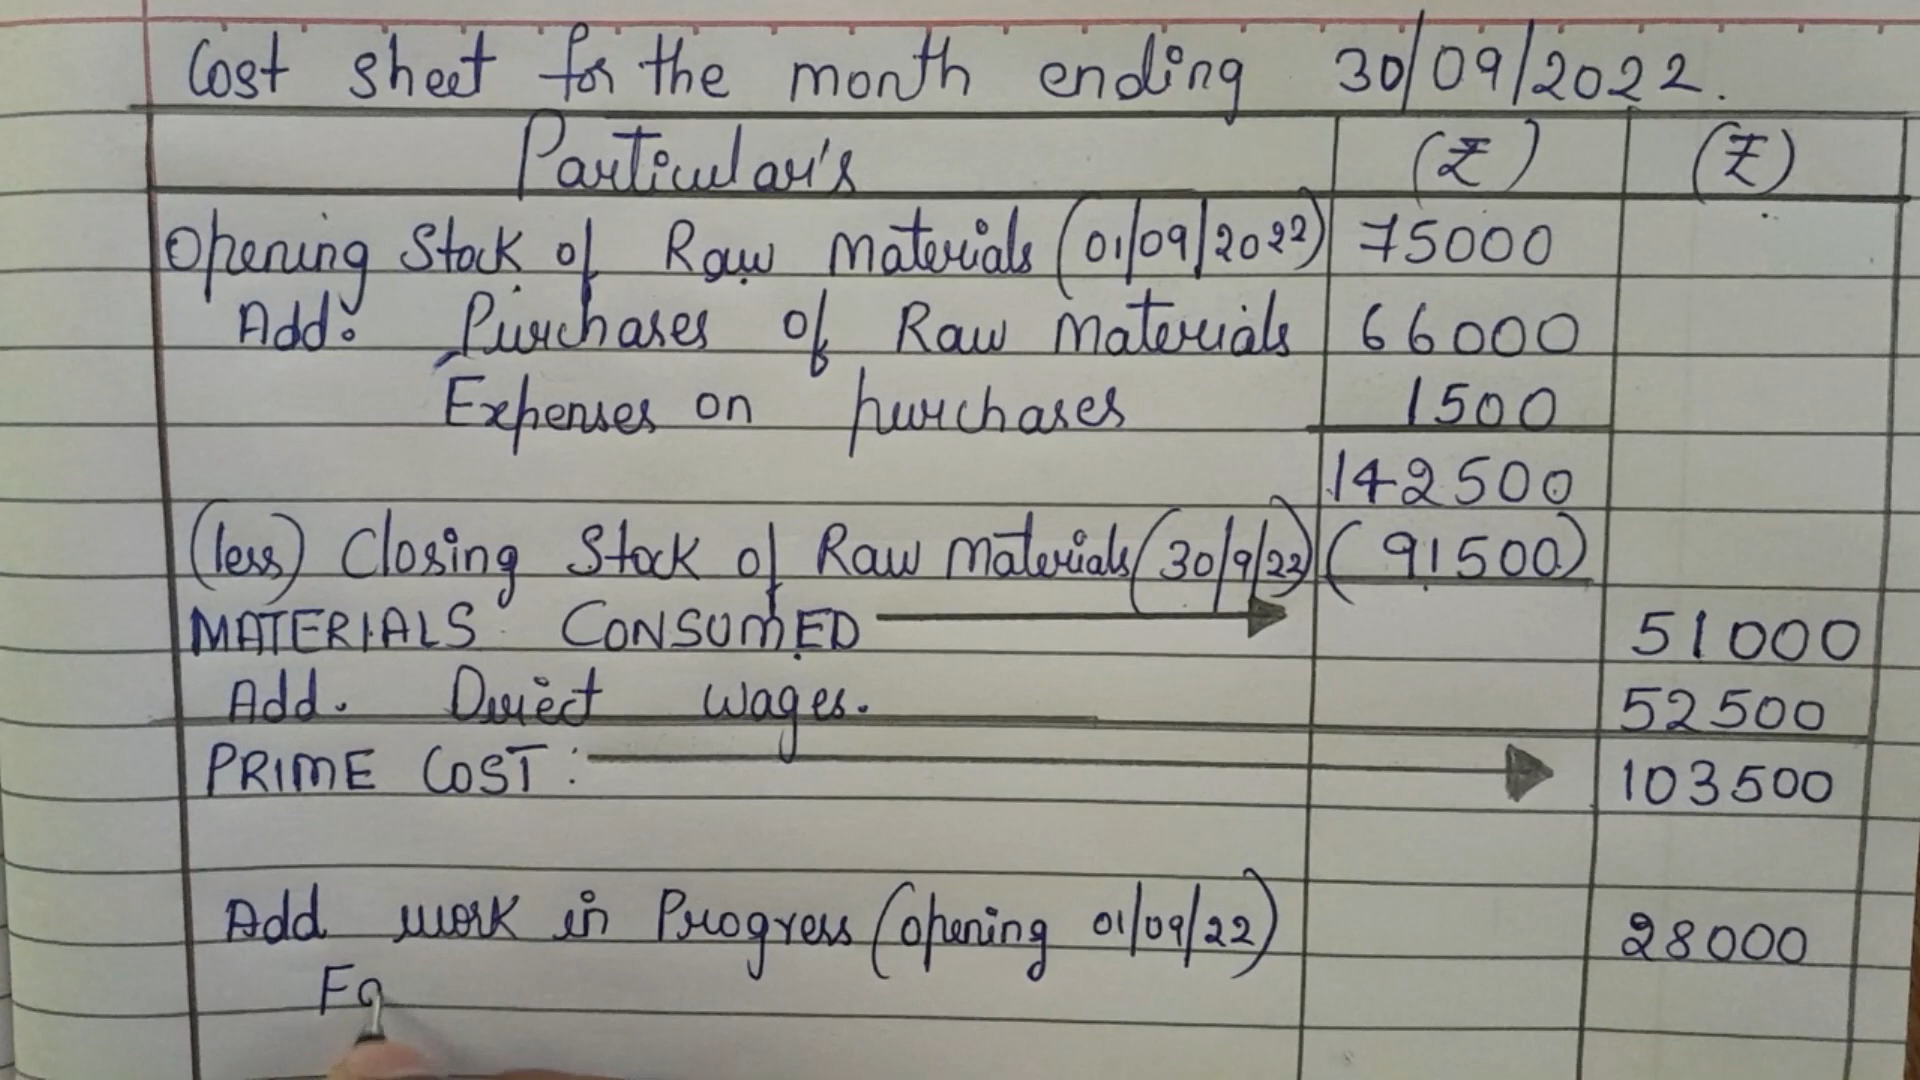 Cost sheet for the month ending 30/09/2022.
Particular's (₹) (₹)
Opening Stock of Raw Materials (01/09/2022) 75000
Add: Purchases of Raw Materials 66000
Expenses on purchases 1500
142500
(less) Closing Stock of Raw Materials (30/9/22) (91500)
MATERIALS CONSUMED 51000
Add. Direct wages. 52500
PRIME COST: 103500
Add work in Progress (opening 01/09/22) 28000
Fa